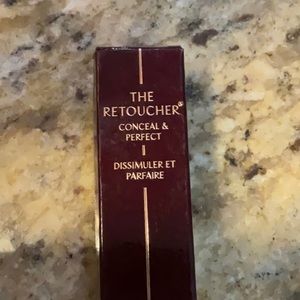 THE
RETOUCHER®
CONCEAL &
PERFECT
DISSIMULER ET
PARFAIRE